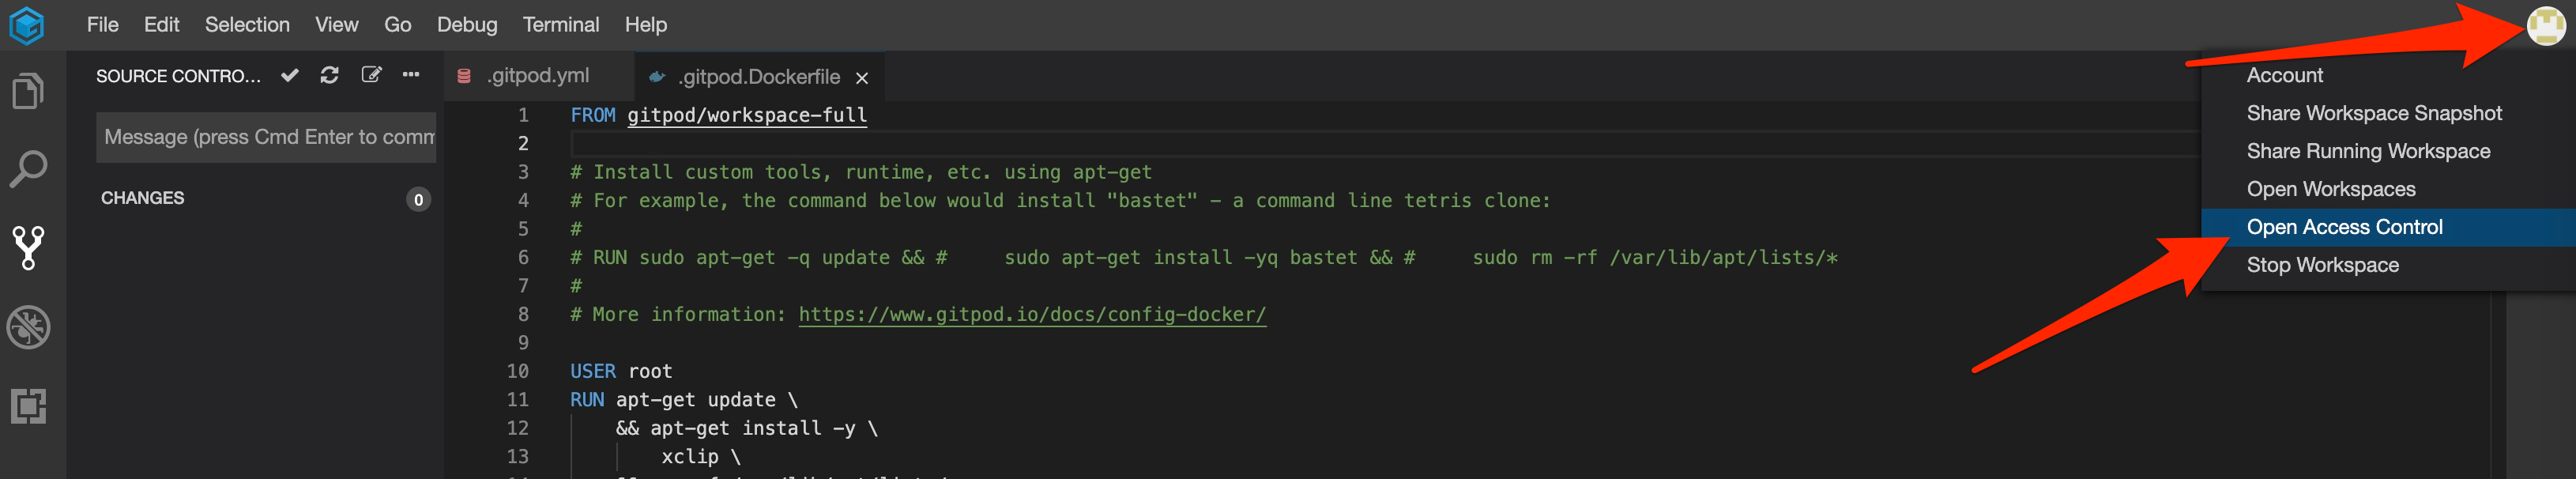 File Edit Selection View Go Debug Terminal Help
SOURCE CONTRO...
Message (press Cmd Enter to comm
CHANGES
0
.gitpod.yml
.gitpod.Dockerfile
1 FROM gitpod/workspace-full
2
3 # Install custom tools, runtime, etc. using apt-get
4 # For example, the command below would install "bastet" - a command line tetris clone:
5 #
6 # RUN sudo apt-get -q update && #     sudo apt-get install -yq bastet && #     sudo rm -rf /var/lib/apt/lists/*
7 #
8 # More information: https://www.gitpod.io/docs/config-docker/
9
10 USER root
11 RUN apt-get update \
12     && apt-get install -y \
13         xclip \
Account
Share Workspace Snapshot
Share Running Workspace
Open Workspaces
Open Access Control
Stop Workspace